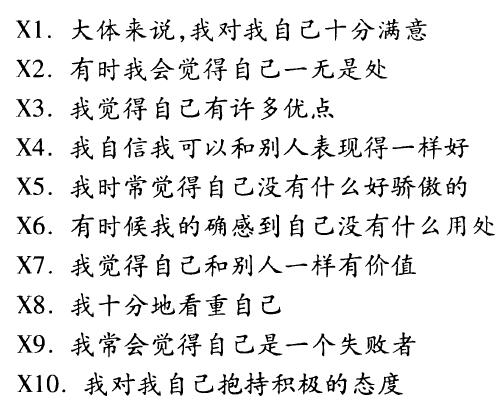 X1. 大体来说,我对我自己十分满意
X2. 有时我会觉得自己一无是处
X3. 我觉得自己有许多优点
X4. 我自信我可以和别人表现得一样好
X5. 我时常觉得自己没有什么好骄傲的
X6. 有时候我的确感到自己没有什么用处
X7. 我觉得自己和别人一样有价值
X8. 我十分地看重自己
X9. 我常会觉得自己是一个失败者
X10. 我对我自己抱持积极的态度